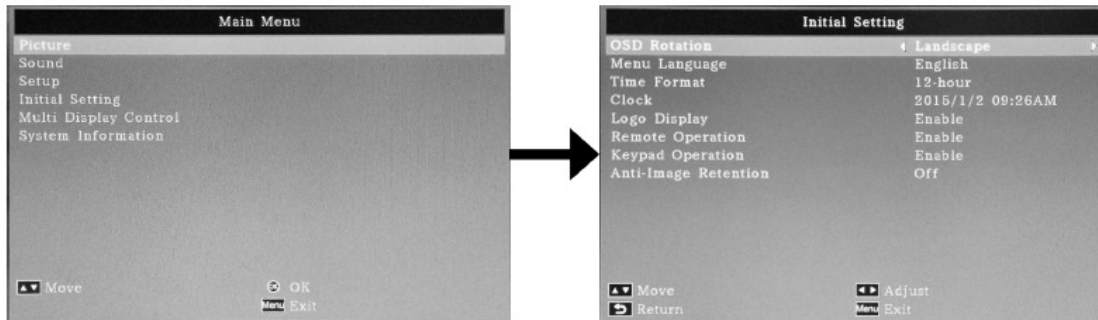 Main Menu
Picture
Sound
Setup
Initial Setting
Multi Display Control
System Information
Move
OK
Menu Exit
Initial Setting
OSD Rotation Landscape
Menu Language English
Time Format 12-hour
Clock 2015/1/2 09:26AM
Logo Display Enable
Remote Operation Enable
Keypad Operation Enable
Anti-Image Retention Off
Move Adjust
Return Menu Exit